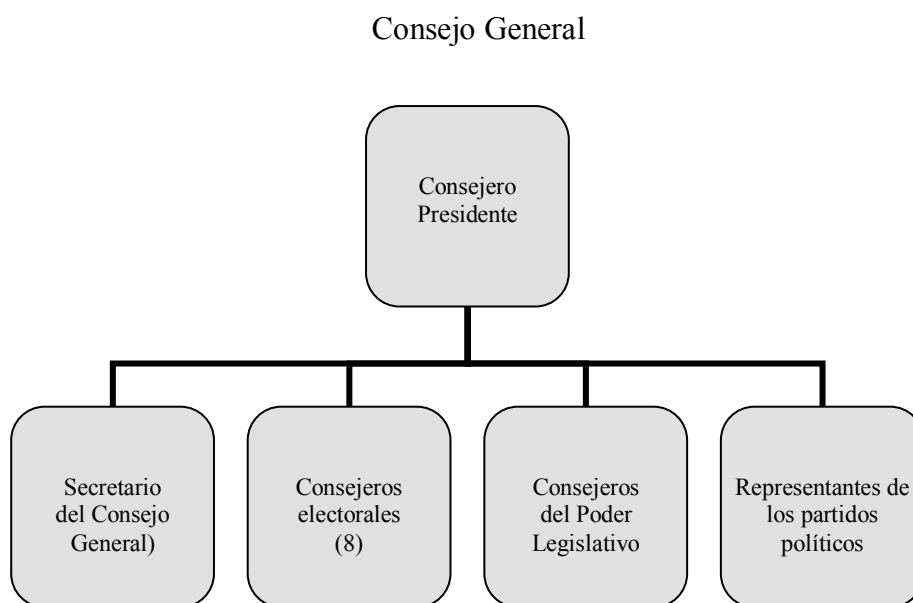 Consejo General
Consejero
Presidente
Secretario
del Consejo
General)
Consejeros
electorales
(8)
Consejeros
del Poder
Legislativo
Representantes de
los partidos
políticos